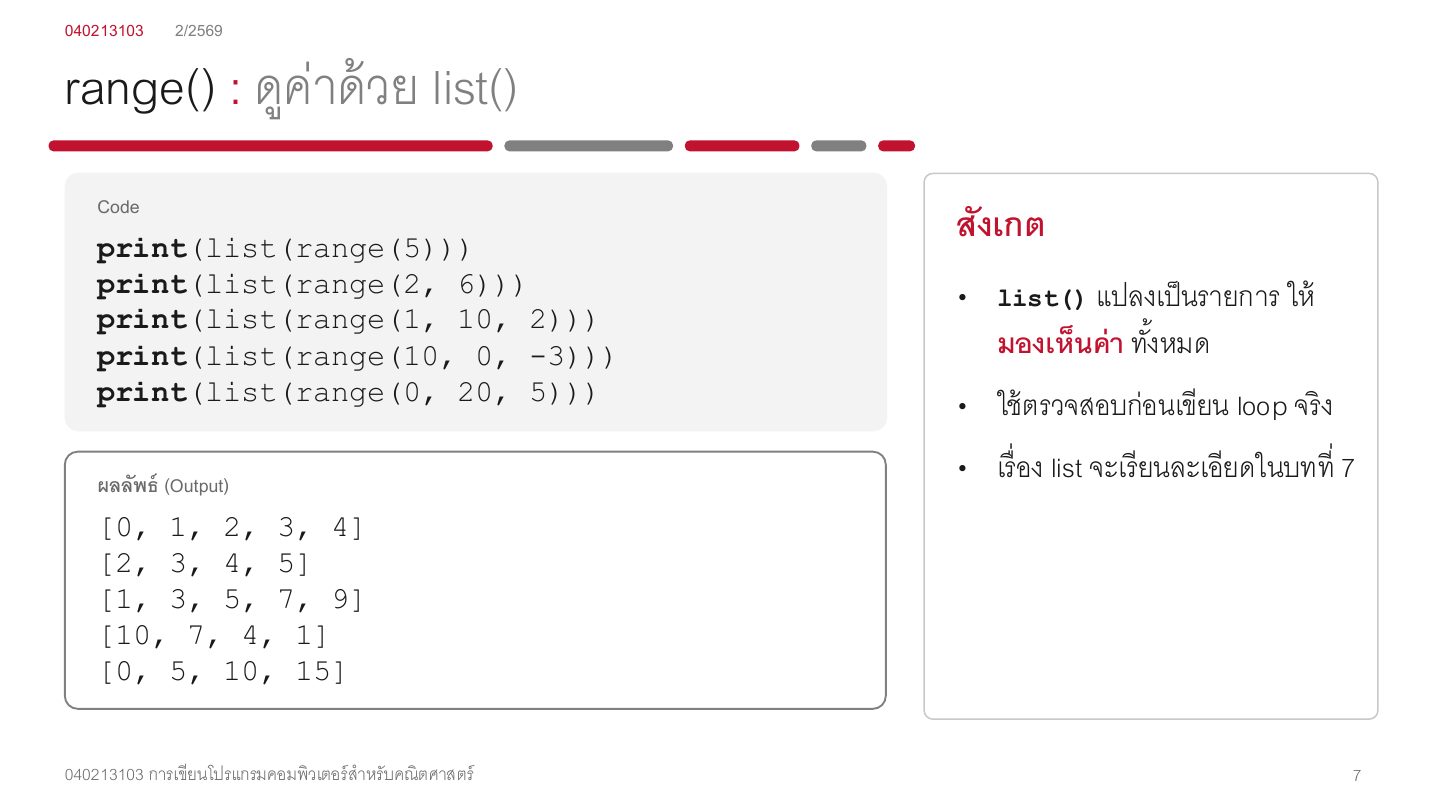 040213103 2/2569
range() : ดูค่าด้วย list()
Code
print(list(range(5)))
print(list(range(2, 6)))
print(list(range(1, 10, 2)))
print(list(range(10, 0, -3)))
print(list(range(0, 20, 5)))
ผลลัพธ์ (Output)
[0, 1, 2, 3, 4]
[2, 3, 4, 5]
[1, 3, 5, 7, 9]
[10, 7, 4, 1]
[0, 5, 10, 15]
สังเกต
• list() แปลงเป็นรายการ ให้
มองเห็นค่า ทั้งหมด
• ใช้ตรวจสอบก่อนเขียน loop จริง
• เรื่อง list จะเรียนละเอียดในบทที่ 7
040213103 การเขียนโปรแกรมคอมพิวเตอร์สำหรับคณิตศาสตร์
7